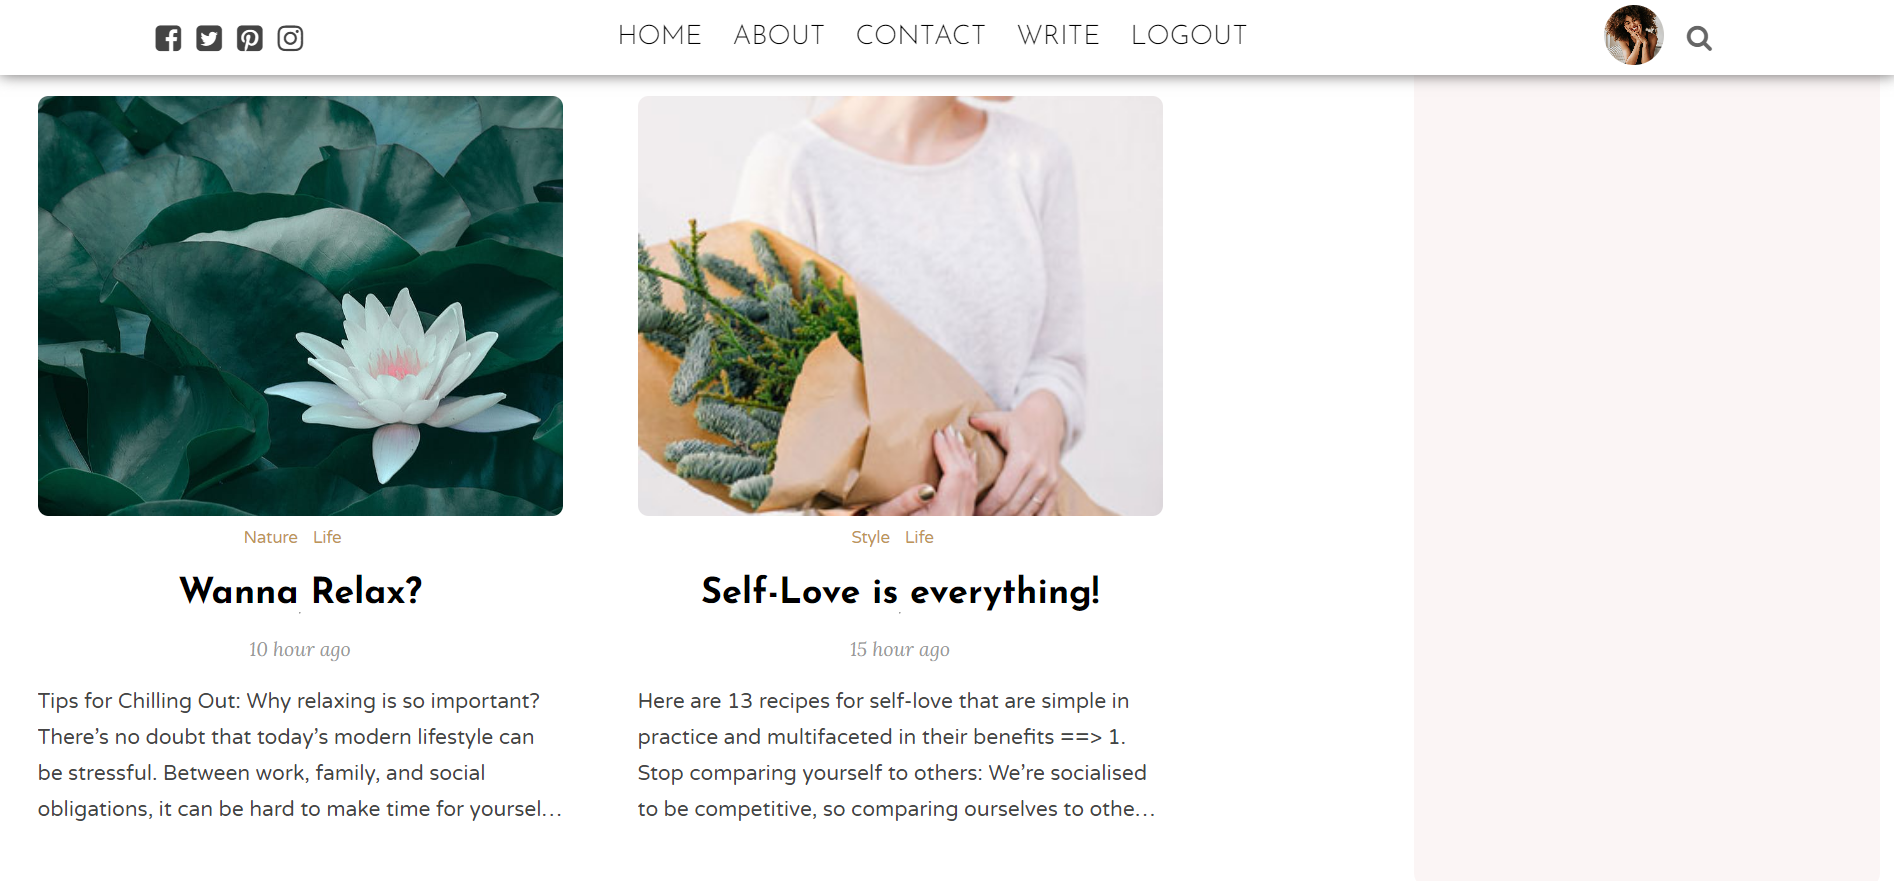 HOME ABOUT CONTACT WRITE LOGOUT
Nature Life
Wanna Relax?
10 hour ago
Tips for Chilling Out: Why relaxing is so important?
There’s no doubt that today’s modern lifestyle can
be stressful. Between work, family, and social
obligations, it can be hard to make time for yoursel…
Style Life
Self-Love is everything!
15 hour ago
Here are 13 recipes for self-love that are simple in
practice and multifaceted in their benefits ==> 1.
Stop comparing yourself to others: We’re socialised
to be competitive, so comparing ourselves to othe…